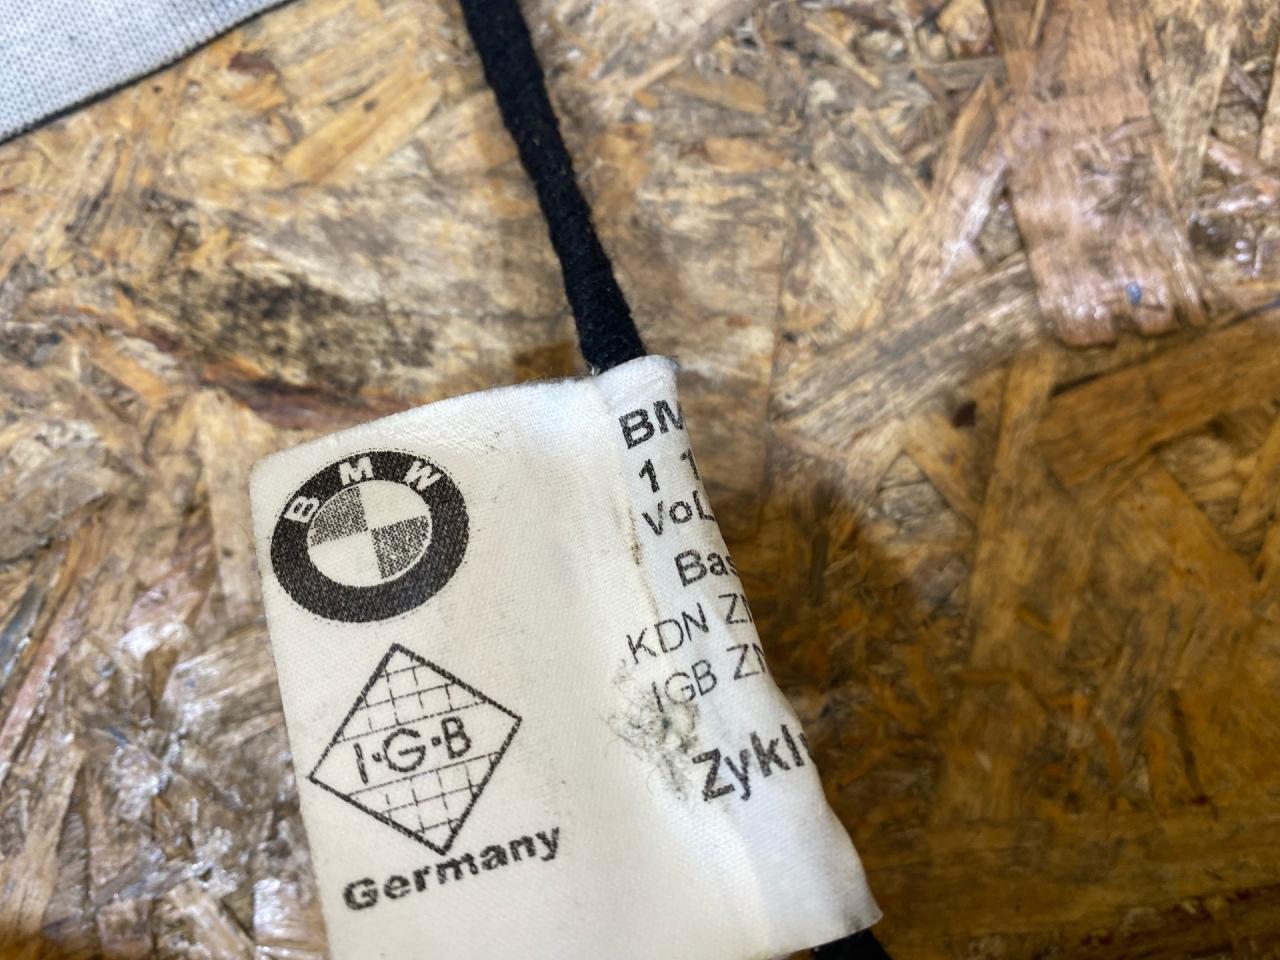 BMW
I·G·B
Germany
BM
1 1
VoL
Bas
KDN ZN
IGB ZN
Zykl